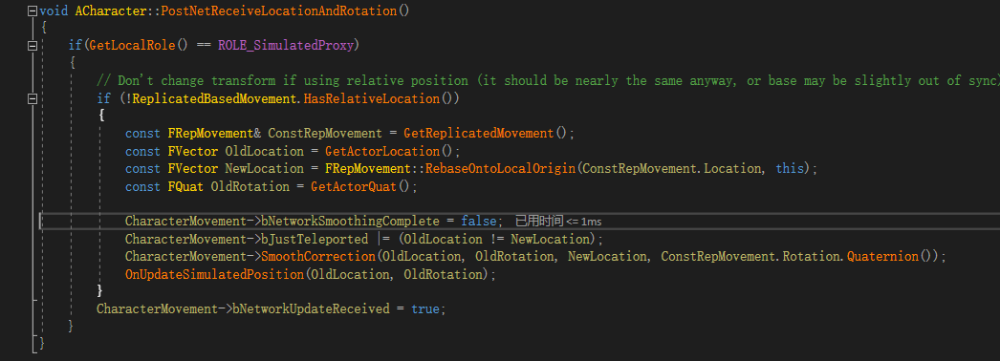 void ACharacter::PostNetReceiveLocationAndRotation()
{
if(GetLocalRole() == ROLE_SimulatedProxy)
{
// Don't change transform if using relative position (it should be nearly the same anyway, or base may be slightly out of sync)
if (!ReplicatedBasedMovement.HasRelativeLocation())
{
const FRepMovement& ConstRepMovement = GetReplicatedMovement();
const FVector OldLocation = GetActorLocation();
const FVector NewLocation = FRepMovement::RebaseOntoLocalOrigin(ConstRepMovement.Location, this);
const FQuat OldRotation = GetActorQuat();
CharacterMovement->bNetworkSmoothingComplete = false; 已用时间<=1ms
CharacterMovement->bJustTeleported |= (OldLocation != NewLocation);
CharacterMovement->SmoothCorrection(OldLocation, OldRotation, NewLocation, ConstRepMovement.Rotation.Quaternion());
OnUpdateSimulatedPosition(OldLocation, OldRotation);
}
CharacterMovement->bNetworkUpdateReceived = true;
}
}